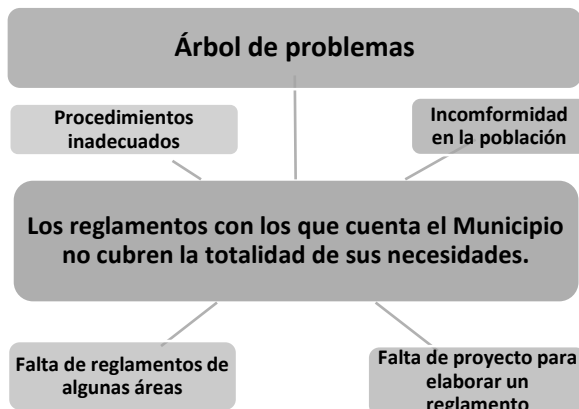 Árbol de problemas
Procedimientos
inadecuados
Incomformidad
en la población
Los reglamentos con los que cuenta el Municipio
no cubren la totalidad de sus necesidades.
Falta de reglamentos de
algunas áreas
Falta de proyecto para
elaborar un
reglamento